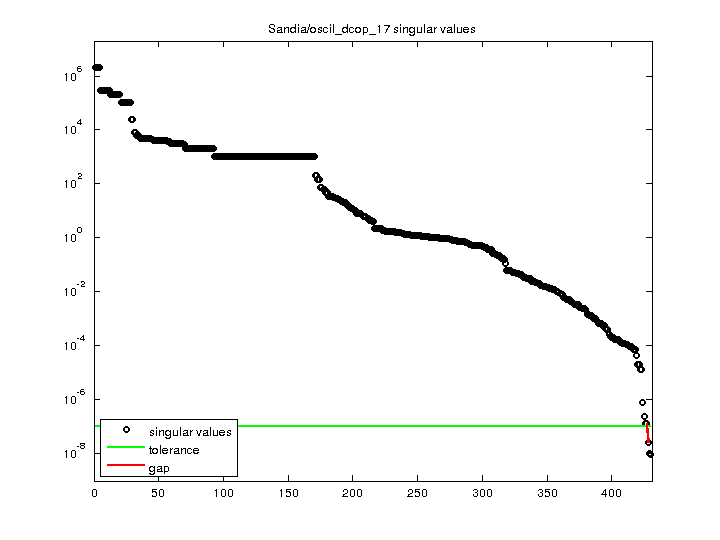 Sandia/oscil_dcop_17 singular values
10^6
10^4
10^2
10^0
10^-2
10^-4
10^-6
10^-8
singular values
tolerance
gap
0 50 100 150 200 250 300 350 400